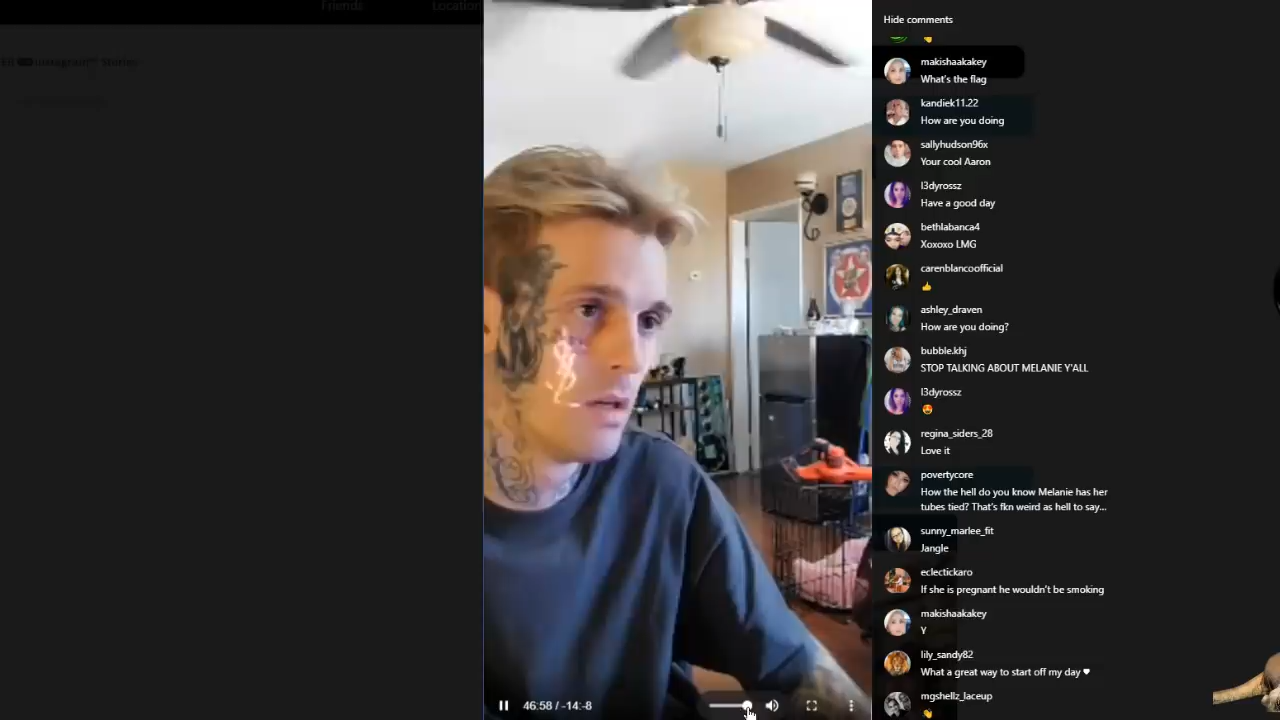 Friends
Location
Hide comments
makishaakakey
What's the flag
kandiek11.22
How are you doing
sallyhudson96x
Your cool Aaron
l3dyrossz
Have a good day
bethlabanca4
Xoxoxo LMG
carenblancoofficial
ashley_draven
How are you doing?
bubble.khj
STOP TALKING ABOUT MELANIE Y'ALL
l3dyrossz
regina_siders_28
Love it
povertycore
How the hell do you know Melanie has her
tubes tied? That's fkn weird as hell to say...
sunny_marlee_fit
Jangle
eclectickaro
If she is pregnant he wouldn't be smoking
makishaakakey
Y
lily_sandy82
What a great way to start off my day ♥
mgshellz_laceup
46:58 / -14:-8